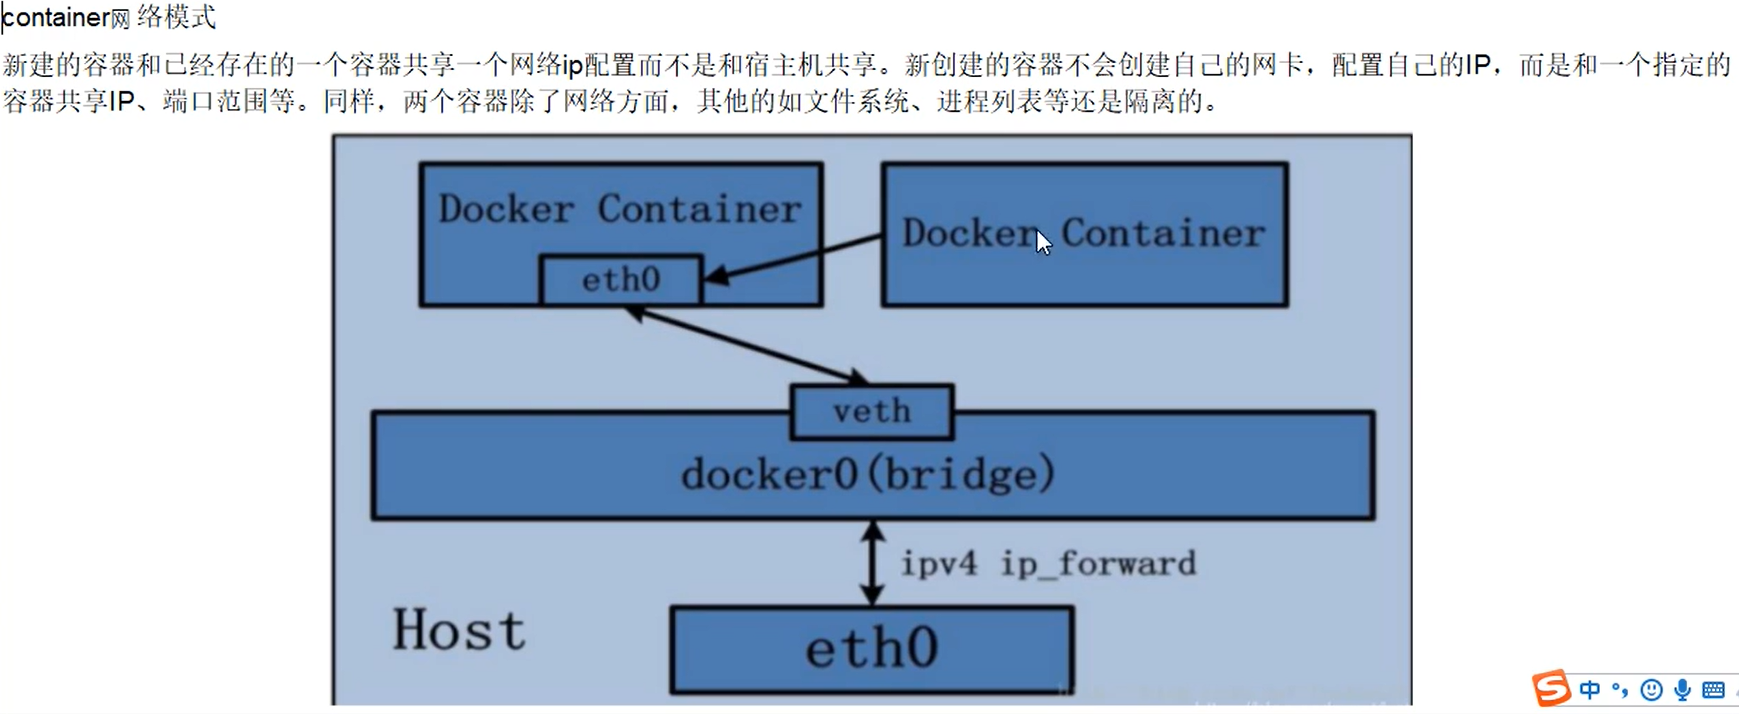 container网 络模式
新建的容器和已经存在的一个容器共享一个网络ip配置而不是和宿主机共享。新创建的容器不会创建自己的网卡，配置自己的IP，而是和一个指定的
容器共享IP、端口范围等。同样，两个容器除了网络方面，其他的如文件系统、进程列表等还是隔离的。
Docker Container
Docker Container
eth0
veth
docker0(bridge)
ipv4 ip_forward
Host
eth0
中